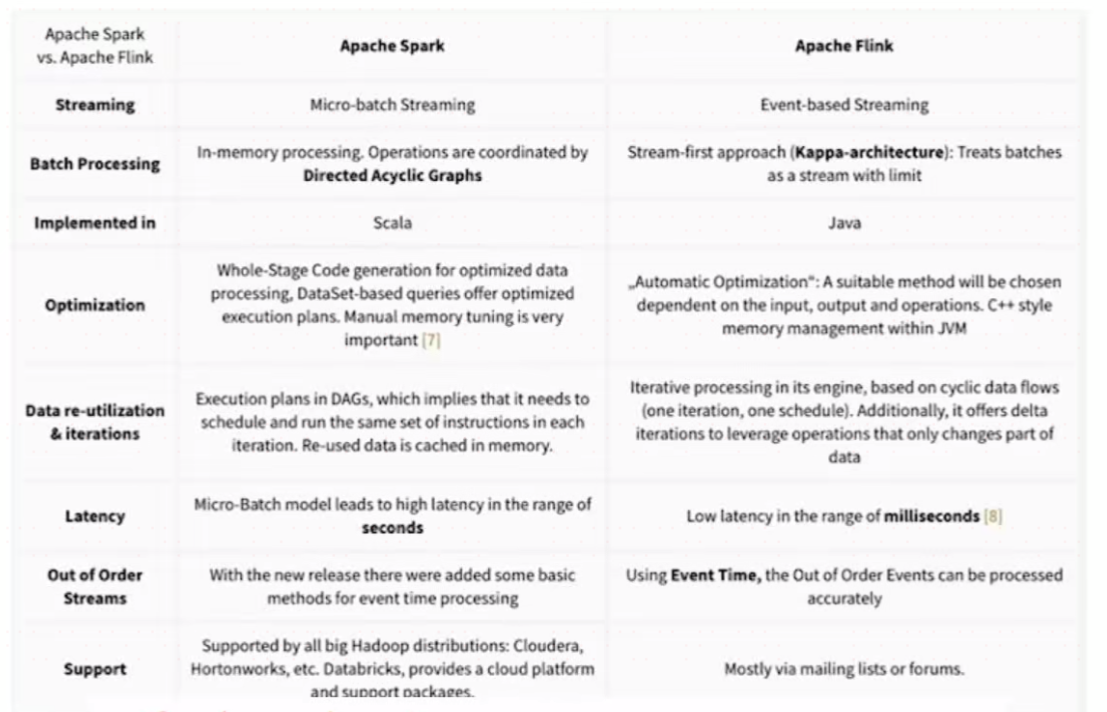 Apache Spark
vs. Apache Flink
Apache Spark
Apache Flink
Streaming
Micro-batch Streaming
Event-based Streaming
Batch Processing
In-memory processing. Operations are coordinated by
Directed Acyclic Graphs
Stream-first approach (Kappa-architecture): Treats batches
as a stream with limit
Implemented in
Scala
Java
Optimization
Whole-Stage Code generation for optimized data
processing, DataSet-based queries offer optimized
execution plans. Manual memory tuning is very
important [7]
„Automatic Optimization“: A suitable method will be chosen
dependent on the input, output and operations. C++ style
memory management within JVM
Data re-utilization
& iterations
Execution plans in DAGs, which implies that it needs to
schedule and run the same set of instructions in each
iteration. Re-used data is cached in memory.
Iterative processing in its engine, based on cyclic data flows
(one iteration, one schedule). Additionally, it offers delta
iterations to leverage operations that only changes part of
data
Latency
Micro-Batch model leads to high latency in the range of
seconds
Low latency in the range of milliseconds [8]
Out of Order
Streams
With the new release there were added some basic
methods for event time processing
Using Event Time, the Out of Order Events can be processed
accurately
Support
Supported by all big Hadoop distributions: Cloudera,
Hortonworks, etc. Databricks, provides a cloud platform
and support packages.
Mostly via mailing lists or forums.